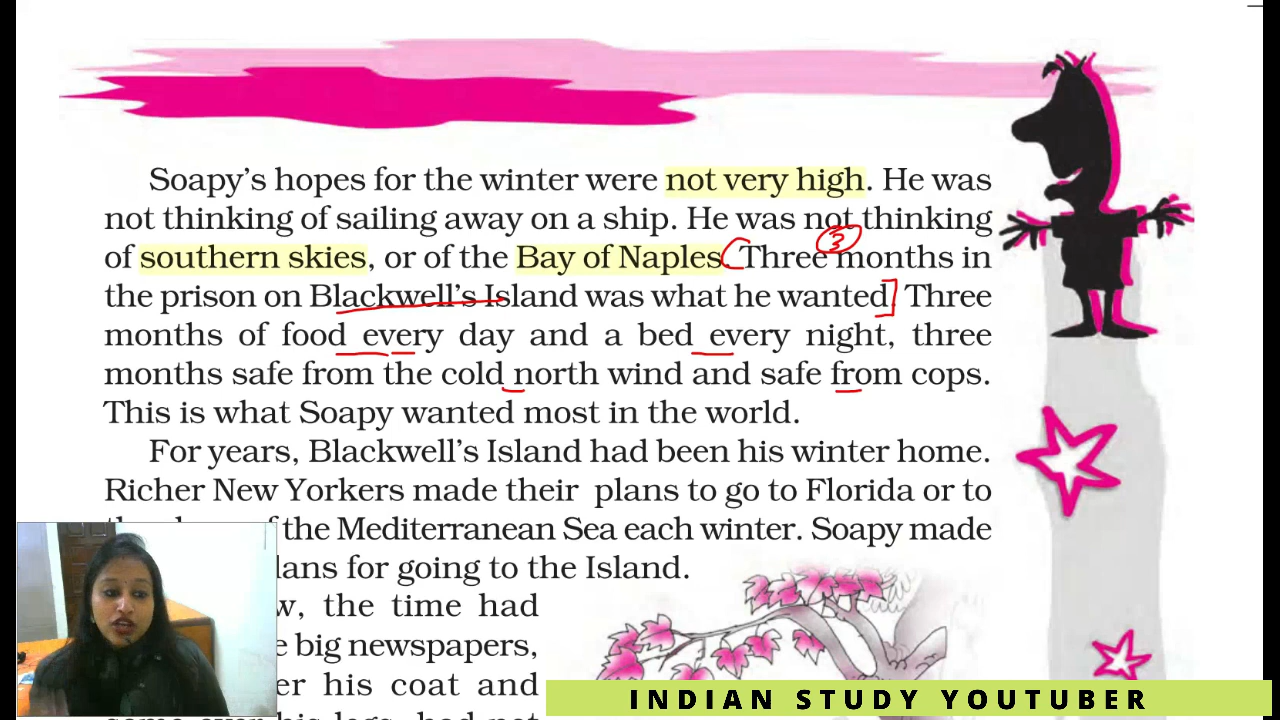 Soapy's hopes for the winter were not very high. He was
not thinking of sailing away on a ship. He was not thinking
of southern skies, or of the Bay of Naples. Three months in
3
the prison on Blackwell's Island was what he wanted. Three
months of food every day and a bed every night, three
months safe from the cold north wind and safe from cops.
This is what Soapy wanted most in the world.
For years, Blackwell's Island had been his winter home.
Richer New Yorkers made their plans to go to Florida or to
of the Mediterranean Sea each winter. Soapy made
for going to the Island.
the time had
big newspapers,
his coat and
his legs, had not
INDIAN STUDY YOUTUBER